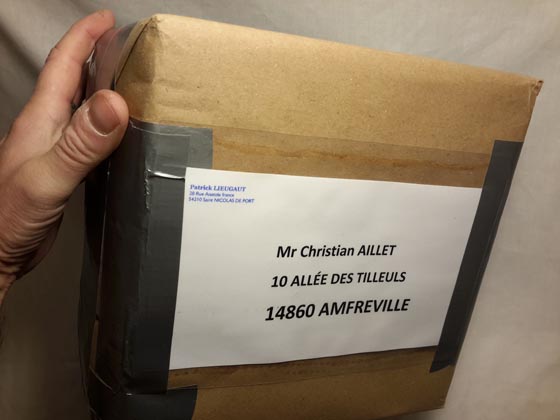 Patrick LIEUGAUT
28 Rue Anatole france
54210 Saint NICOLAS DE PORT
Mr Christian AILLET
10 ALLÉE DES TILLEULS
14860 AMFREVILLE